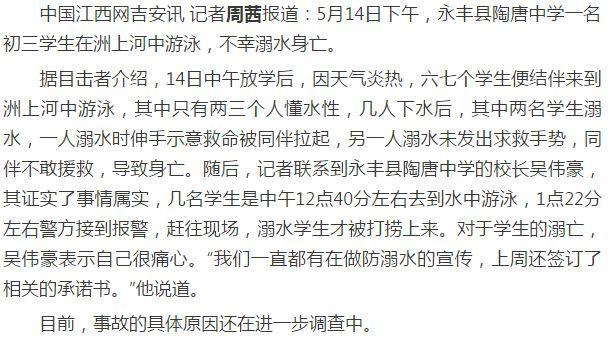 中国江西网吉安讯 记者周茜报道：5月14日下午，永丰县陶唐中学一名
初三学生在洲上河中游泳，不幸溺水身亡。
据目击者介绍，14日中午放学后，因天气炎热，六七个学生便结伴来到
洲上河中游泳，其中只有两三个人懂水性，几人下水后，其中两名学生溺
水，一人溺水时伸手示意救命被同伴拉起，另一人溺水未发出求救手势，同
伴不敢援救，导致身亡。随后，记者联系到永丰县陶唐中学的校长吴伟豪，
其证实了事情属实，几名学生是中午12点40分左右去到水中游泳，1点22分
左右警方接到报警，赶往现场，溺水学生才被打捞上来。对于学生的溺亡，
吴伟豪表示自己很痛心。“我们一直都有在做防溺水的宣传，上周还签订了
相关的承诺书。”他说道。
目前，事故的具体原因还在进一步调查中。